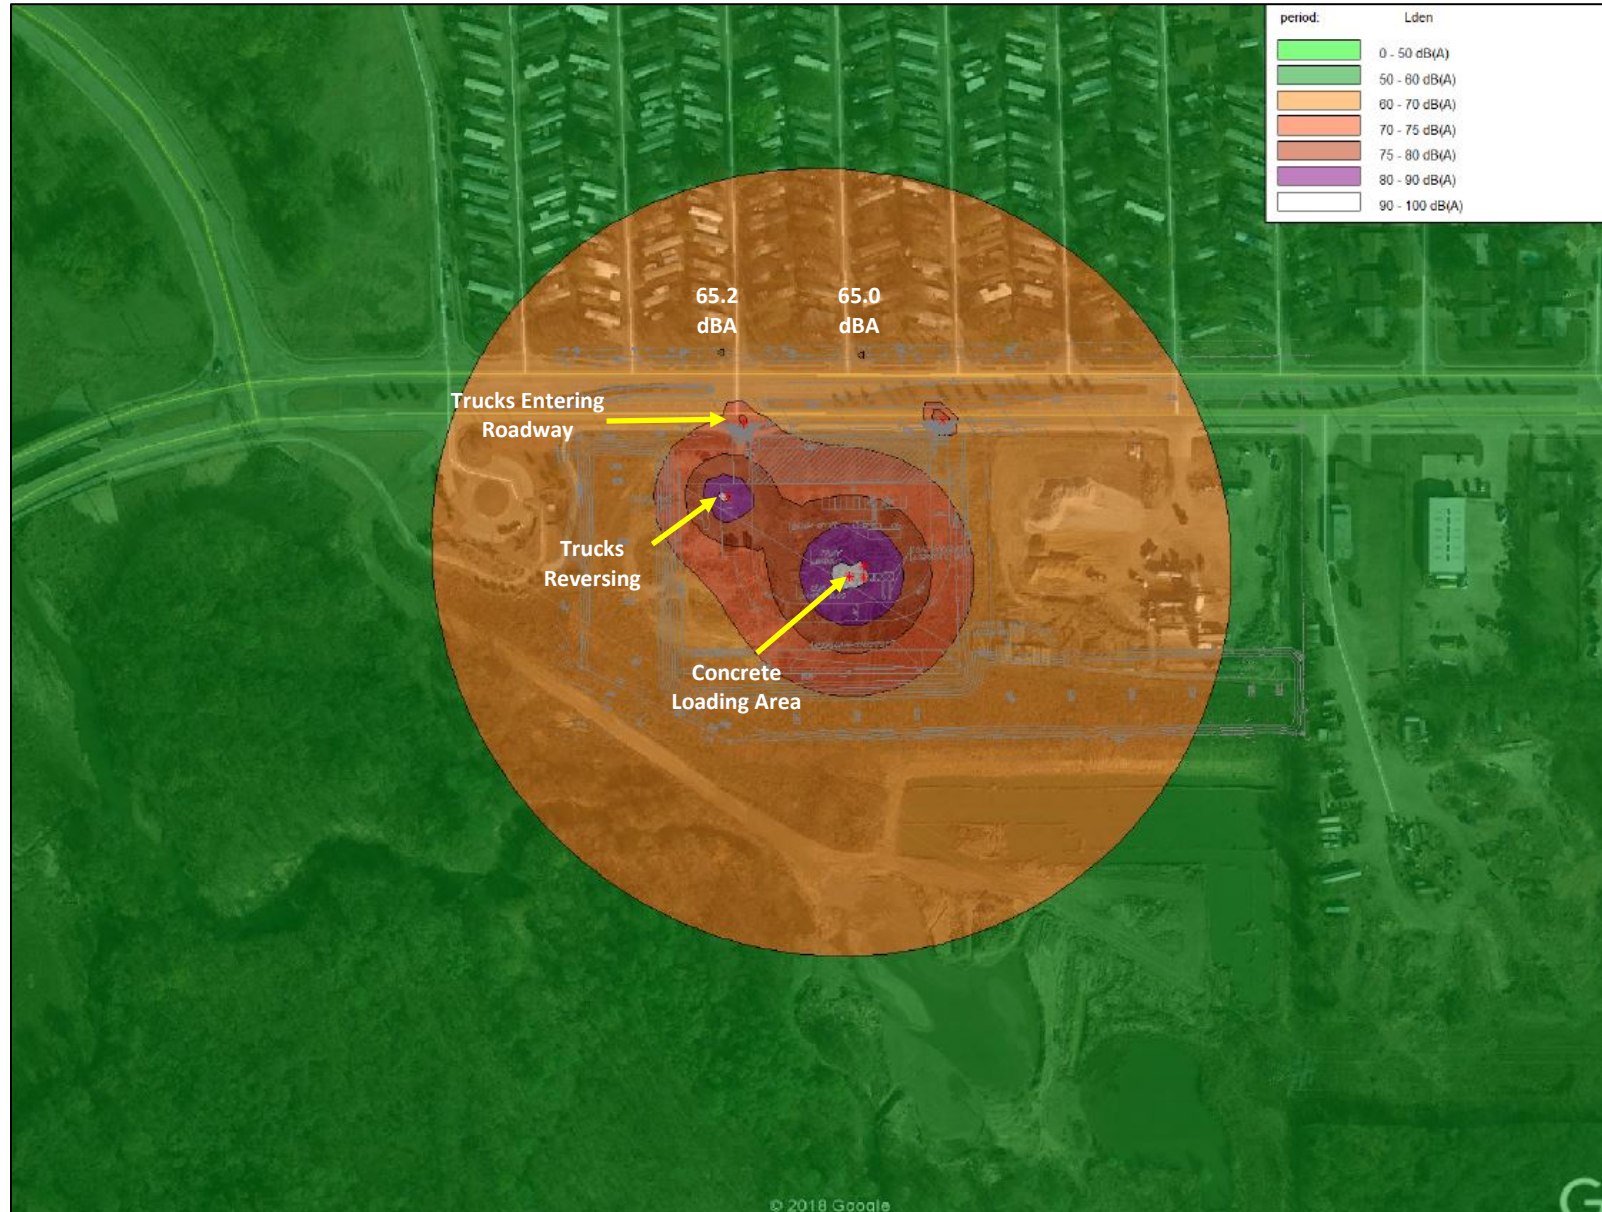 period: Lden
0 - 50 dB(A)
50 - 60 dB(A)
60 - 70 dB(A)
70 - 75 dB(A)
75 - 80 dB(A)
80 - 90 dB(A)
90 - 100 dB(A)
65.2
dBA
65.0
dBA
Trucks Entering
Roadway
Trucks
Reversing
Concrete
Loading Area
© 2018 Google
G